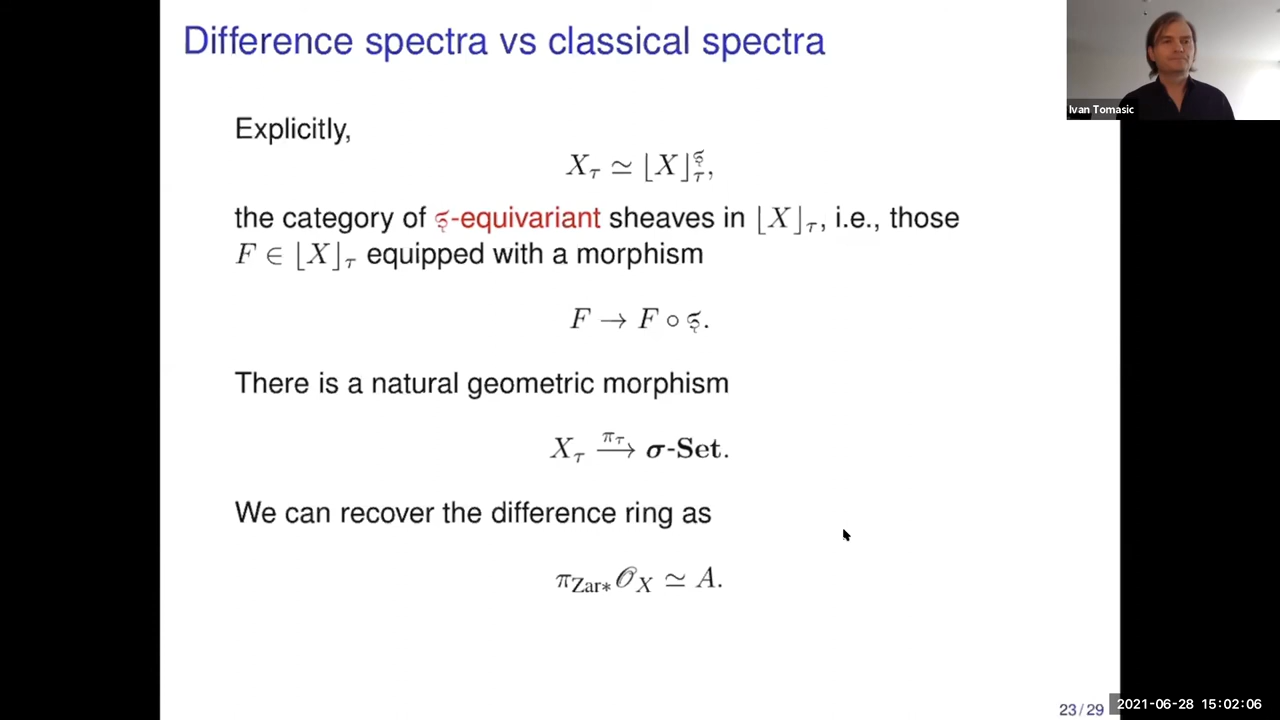 Difference spectra vs classical spectra
Ivan Tomasic
Explicitly,
X_τ ≃ ⌊X⌋_τ^𝔰,
the category of 𝔰-equivariant sheaves in ⌊X⌋_τ, i.e., those
F ∈ ⌊X⌋_τ equipped with a morphism
F → F ∘ 𝔰.
There is a natural geometric morphism
X_τ —π_τ→ σ-Set.
We can recover the difference ring as
π_{Zar*} 𝒪_X ≃ A.
23/29
2021-06-28 15:02:06